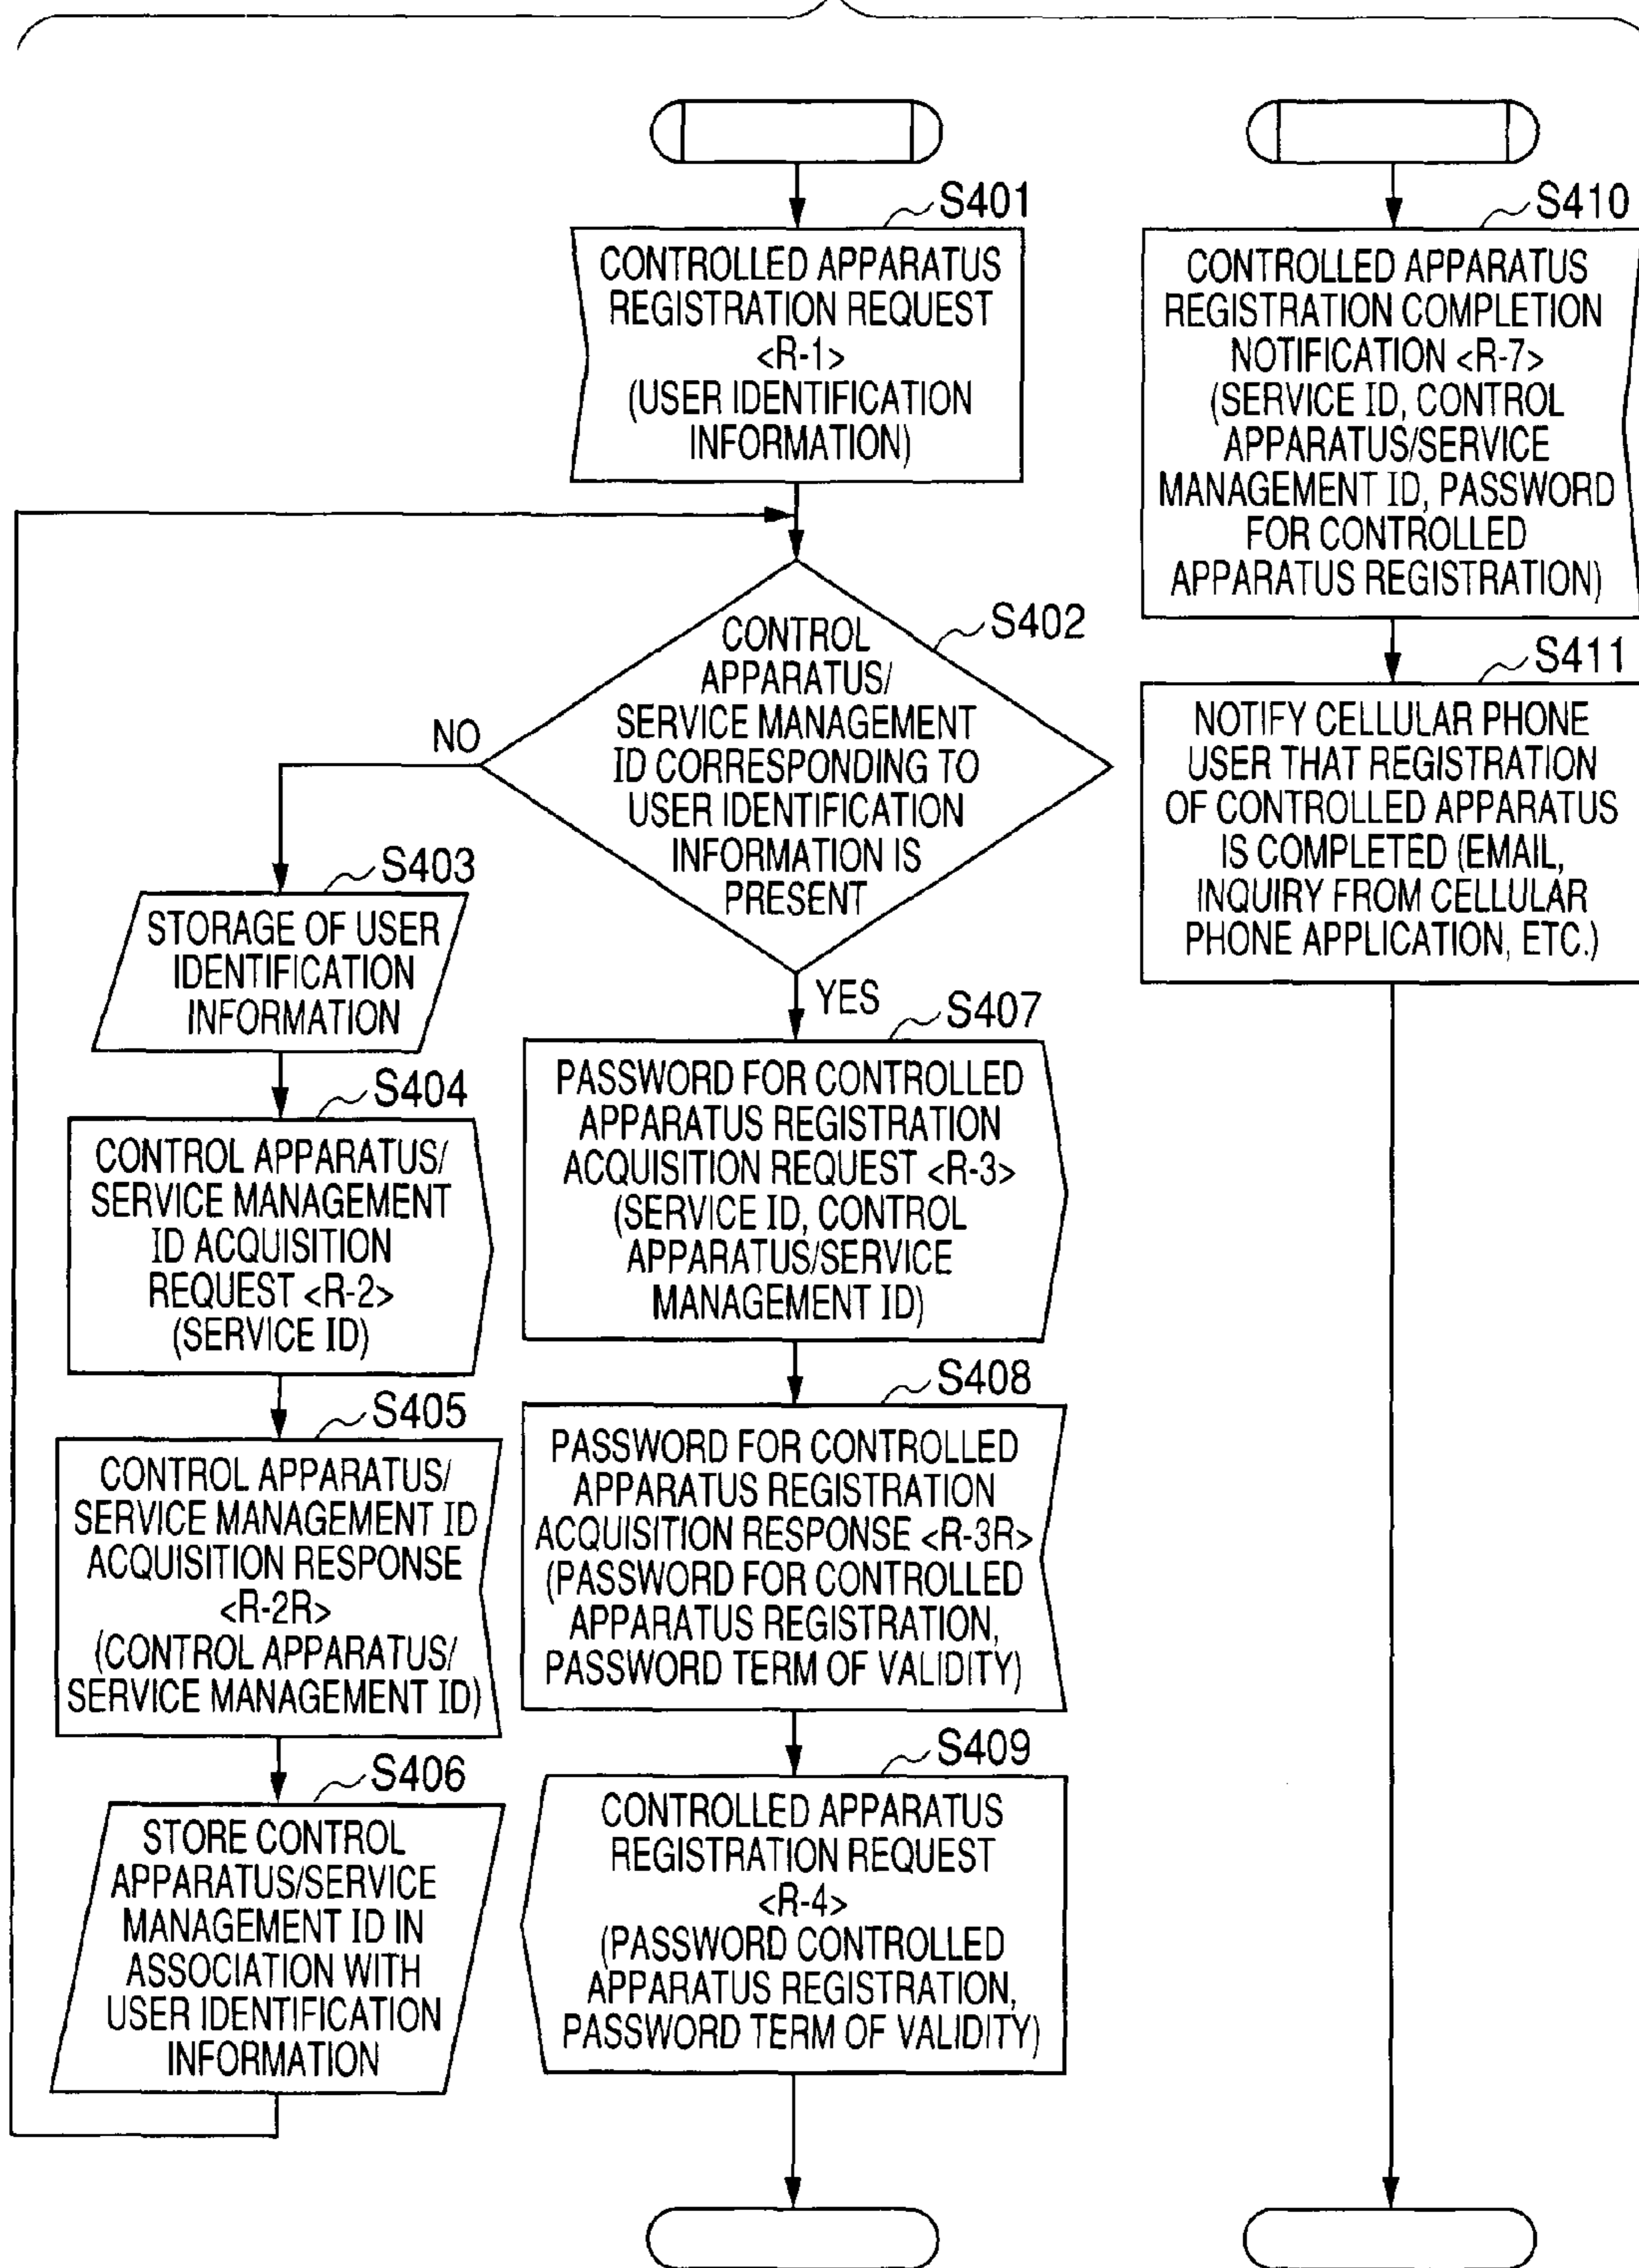 S401
CONTROLLED APPARATUS
REGISTRATION REQUEST
<R-1>
(USER IDENTIFICATION
INFORMATION)
S402
CONTROL
APPARATUS/
SERVICE MANAGEMENT
ID CORRESPONDING TO
USER IDENTIFICATION
INFORMATION IS
PRESENT
NO
YES
S403
STORAGE OF USER
IDENTIFICATION
INFORMATION
S404
CONTROL APPARATUS/
SERVICE MANAGEMENT
ID ACQUISITION
REQUEST <R-2>
(SERVICE ID)
S405
CONTROL APPARATUS/
SERVICE MANAGEMENT ID
ACQUISITION RESPONSE
<R-2R>
(CONTROL APPARATUS/
SERVICE MANAGEMENT ID)
S406
STORE CONTROL
APPARATUS/SERVICE
MANAGEMENT ID IN
ASSOCIATION WITH
USER IDENTIFICATION
INFORMATION
S407
PASSWORD FOR CONTROLLED
APPARATUS REGISTRATION
ACQUISITION REQUEST <R-3>
(SERVICE ID, CONTROL
APPARATUS/SERVICE
MANAGEMENT ID)
S408
PASSWORD FOR CONTROLLED
APPARATUS REGISTRATION
ACQUISITION RESPONSE <R-3R>
(PASSWORD FOR CONTROLLED
APPARATUS REGISTRATION,
PASSWORD TERM OF VALIDITY)
S409
CONTROLLED APPARATUS
REGISTRATION REQUEST
<R-4>
(PASSWORD CONTROLLED
APPARATUS REGISTRATION,
PASSWORD TERM OF VALIDITY)
S410
CONTROLLED APPARATUS
REGISTRATION COMPLETION
NOTIFICATION <R-7>
(SERVICE ID, CONTROL
APPARATUS/SERVICE
MANAGEMENT ID, PASSWORD
FOR CONTROLLED
APPARATUS REGISTRATION)
S411
NOTIFY CELLULAR PHONE
USER THAT REGISTRATION
OF CONTROLLED APPARATUS
IS COMPLETED (EMAIL,
INQUIRY FROM CELLULAR
PHONE APPLICATION, ETC.)